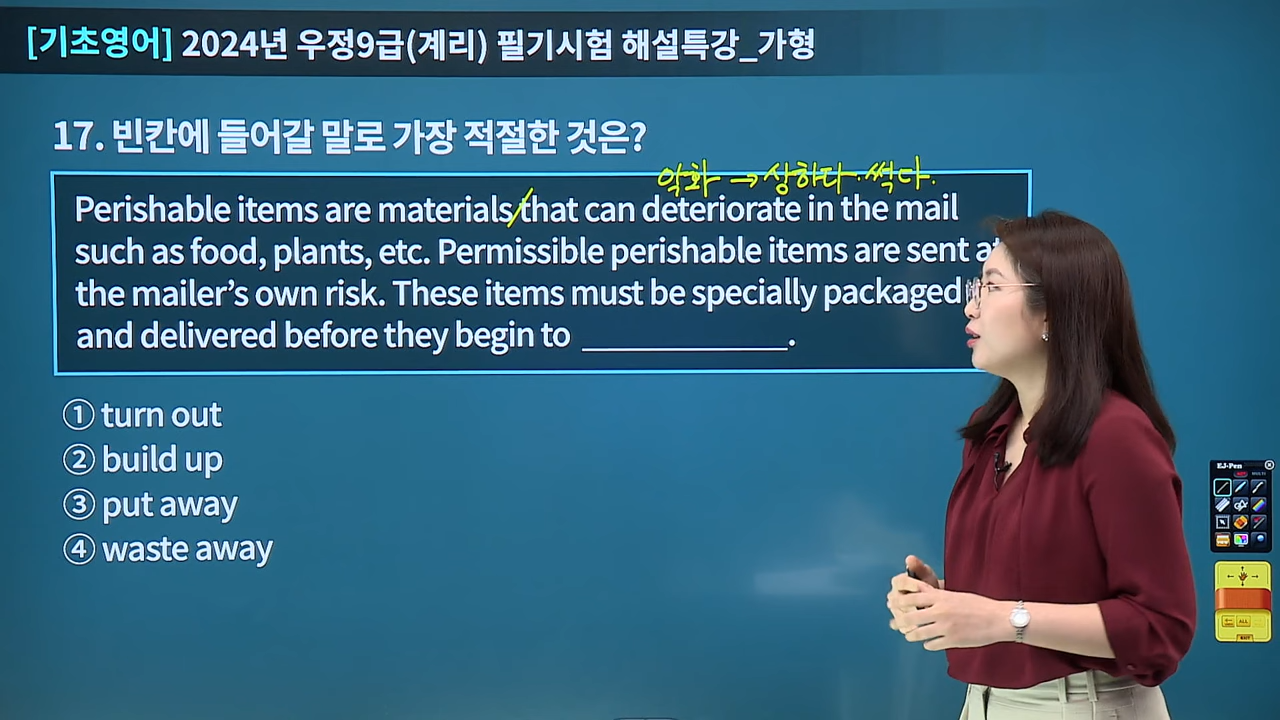 [기초영어] 2024년 우정9급(계리) 필기시험 해설특강_가형
17. 빈칸에 들어갈 말로 가장 적절한 것은?
악화 → 상하다. 썩다.
Perishable items are materials/that can deteriorate in the mail
such as food, plants, etc. Permissible perishable items are sent at
the mailer's own risk. These items must be specially packaged
and delivered before they begin to ____________.
① turn out
② build up
③ put away
④ waste away
EJ-Pen
ALL
EXIT